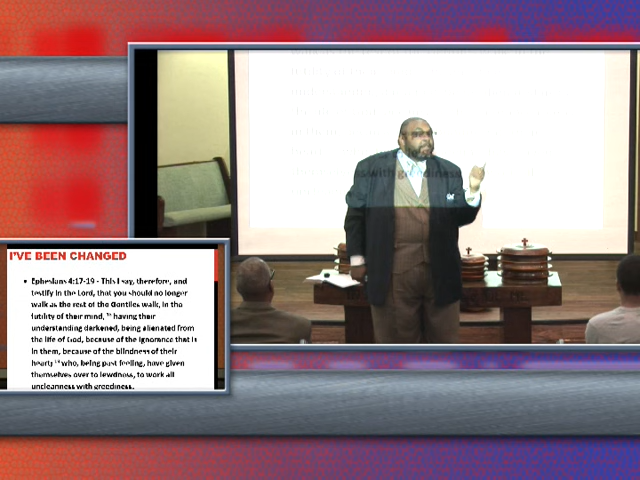 I'VE BEEN CHANGED
• Ephesians 4:17-19 - This I say, therefore, and
testify in the Lord, that you should no longer
walk as the rest of the Gentiles walk, in the
futility of their mind, ¹⁸ having their
understanding darkened, being alienated from
the life of God, because of the ignorance that is
in them, because of the blindness of their
heart; ¹⁹ who, being past feeling, have given
themselves over to lewdness, to work all
uncleanness with greediness.
with greediness